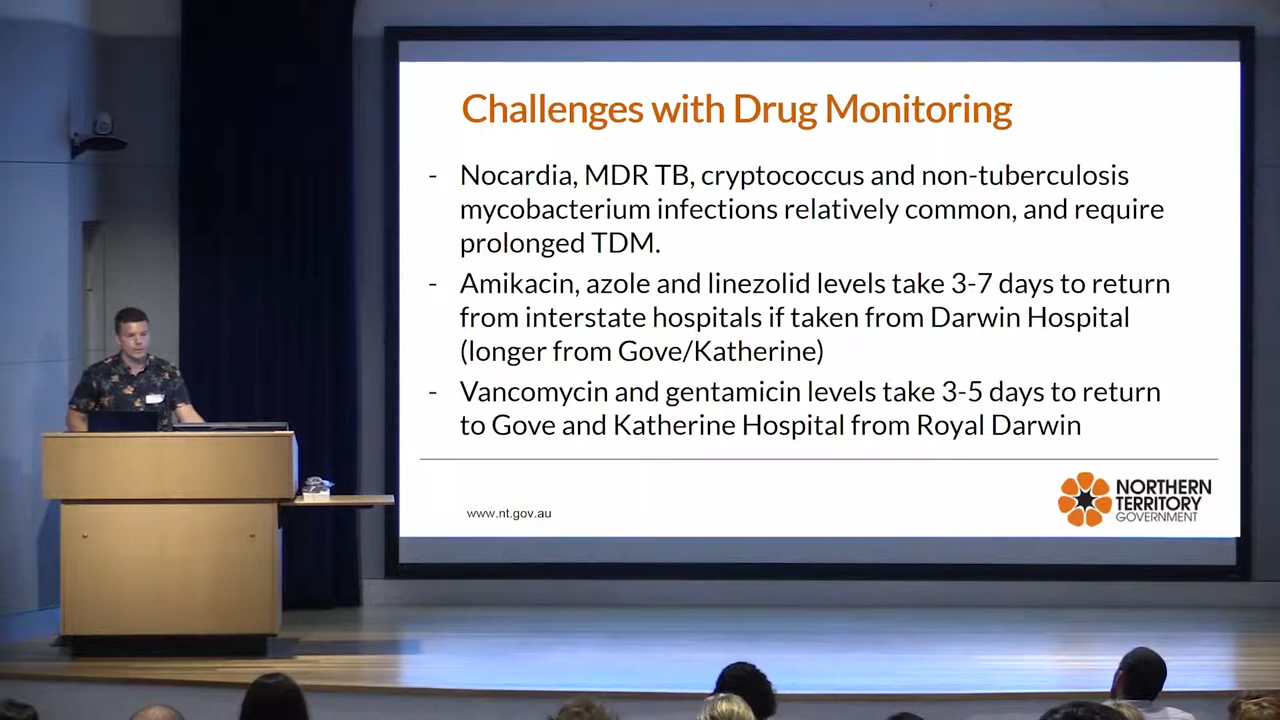 Challenges with Drug Monitoring
- Nocardia, MDR TB, cryptococcus and non-tuberculosis
mycobacterium infections relatively common, and require
prolonged TDM.
- Amikacin, azole and linezolid levels take 3-7 days to return
from interstate hospitals if taken from Darwin Hospital
(longer from Gove/Katherine)
- Vancomycin and gentamicin levels take 3-5 days to return
to Gove and Katherine Hospital from Royal Darwin
www.nt.gov.au
NORTHERN
TERRITORY
GOVERNMENT